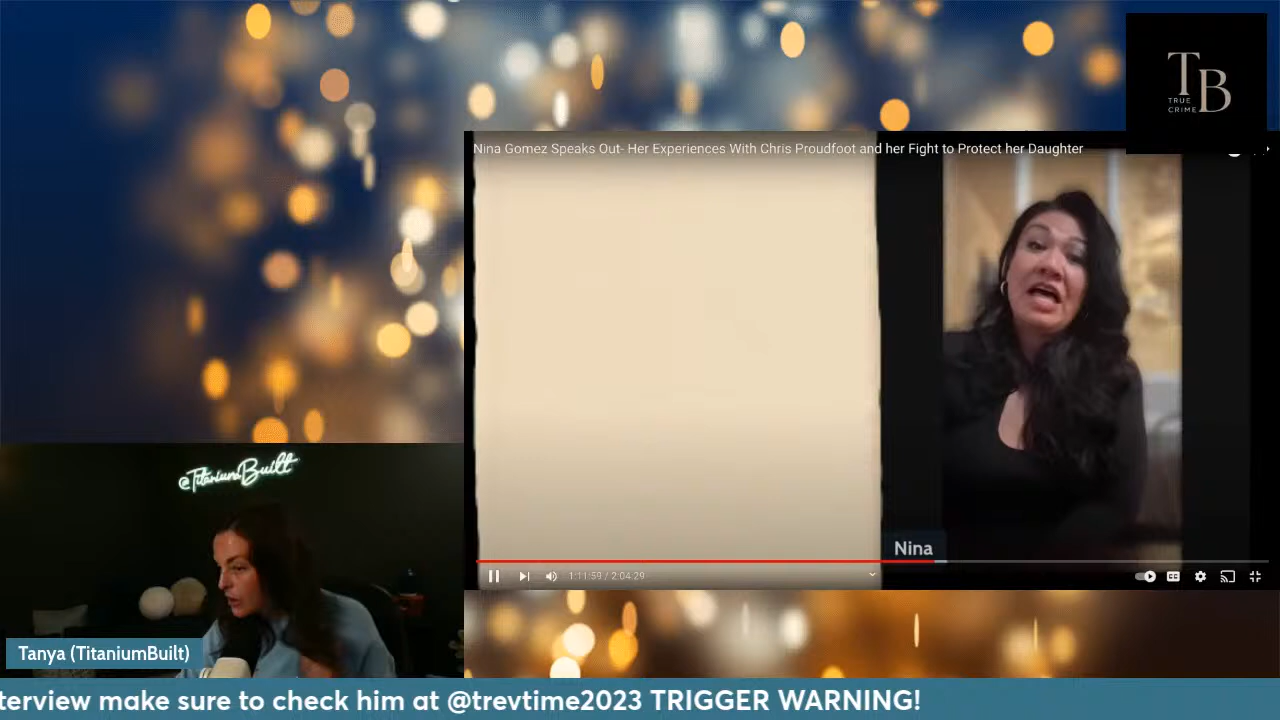 TB
TRUE
CRIME
Nina Gomez Speaks Out- Her Experiences With Chris Proudfoot and her Fight to Protect her Daughter
@TitaniumBuilt
Nina
1:11:59 / 2:04:29
CC
Tanya (TitaniumBuilt)
terview make sure to check him at @trevtime2023 TRIGGER WARNING!